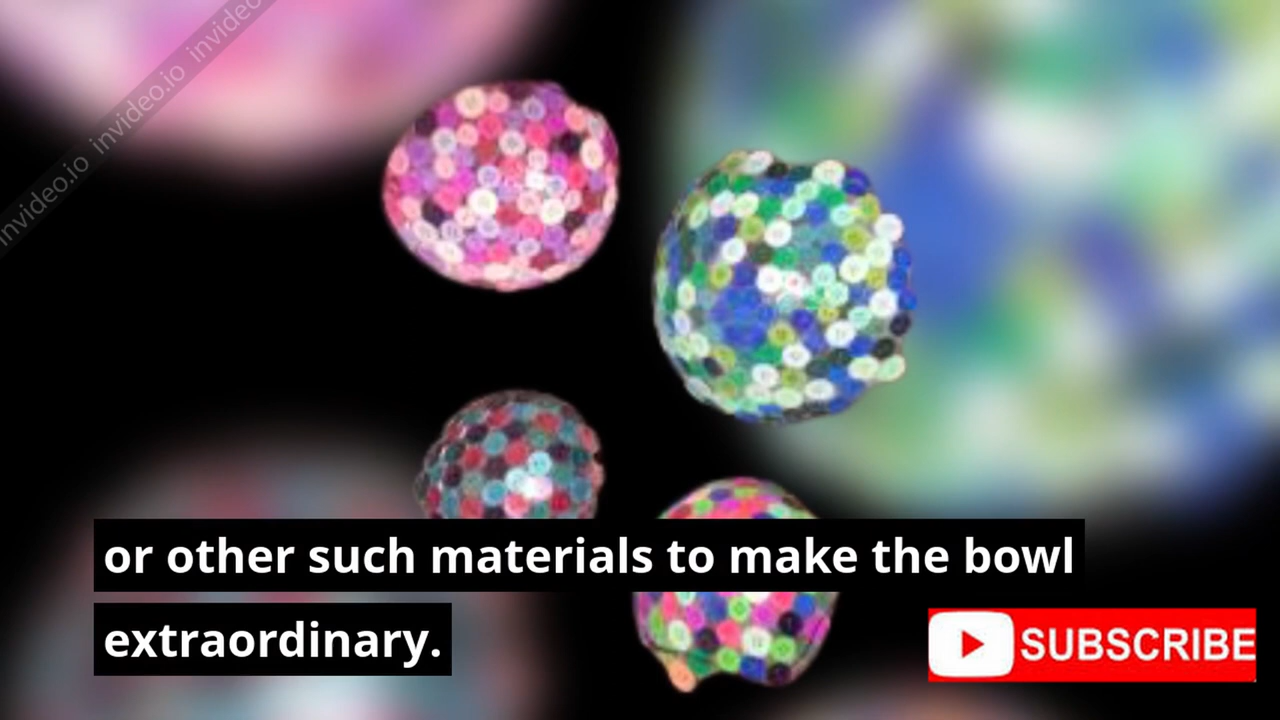 invideo.io invideo.io invideo
or other such materials to make the bowl
extraordinary.
SUBSCRIBE